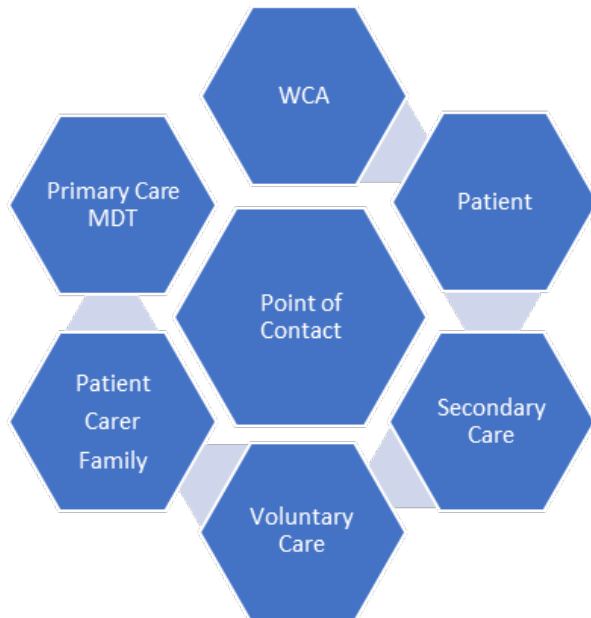 WCA
Primary Care
MDT
Patient
Point of
Contact
Patient
Carer
Family
Secondary
Care
Voluntary
Care